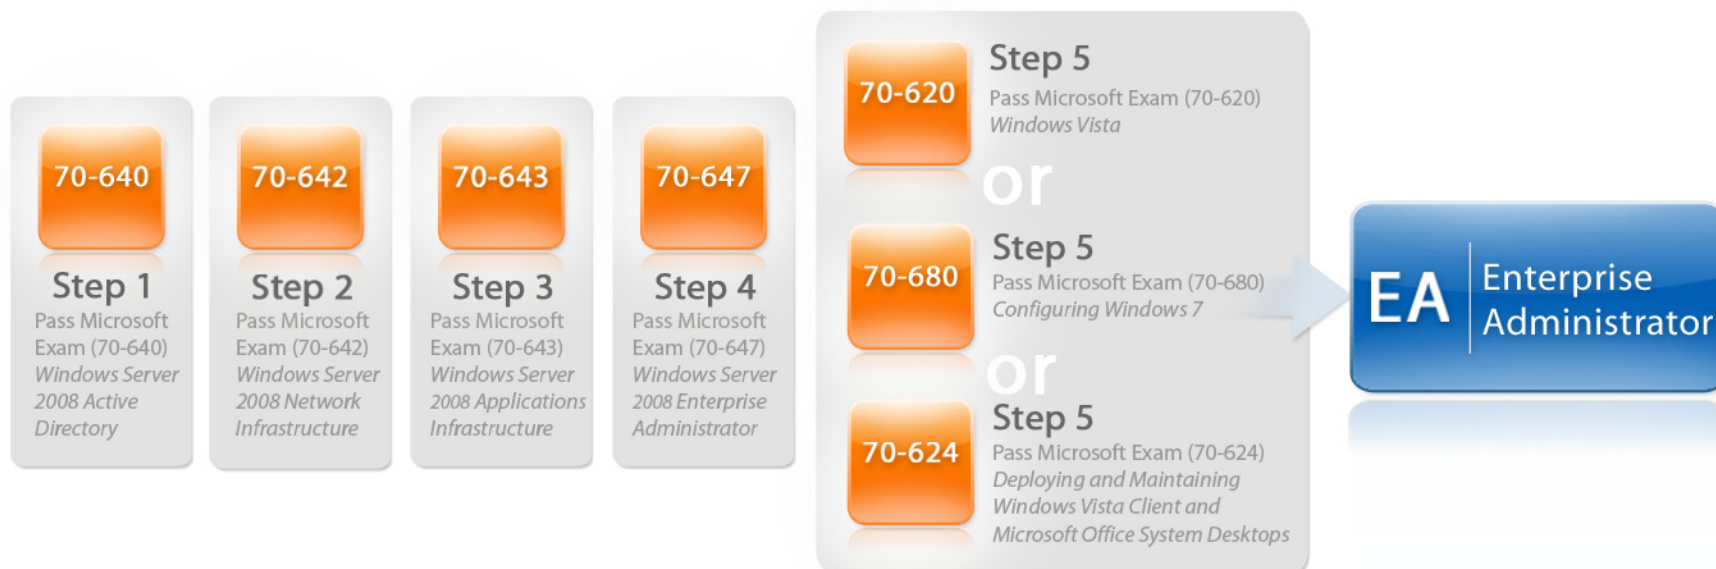 70-640
Step 1
Pass Microsoft
Exam (70-640)
Windows Server
2008 Active
Directory
70-642
Step 2
Pass Microsoft
Exam (70-642)
Windows Server
2008 Network
Infrastructure
70-643
Step 3
Pass Microsoft
Exam (70-643)
Windows Server
2008 Applications
Infrastructure
70-647
Step 4
Pass Microsoft
Exam (70-647)
Windows Server
2008 Enterprise
Administrator
70-620
Step 5
Pass Microsoft Exam (70-620)
Windows Vista
or
70-680
Step 5
Pass Microsoft Exam (70-680)
Configuring Windows 7
or
70-624
Step 5
Pass Microsoft Exam (70-624)
Deploying and Maintaining
Windows Vista Client and
Microsoft Office System Desktops
EA
Enterprise
Administrator